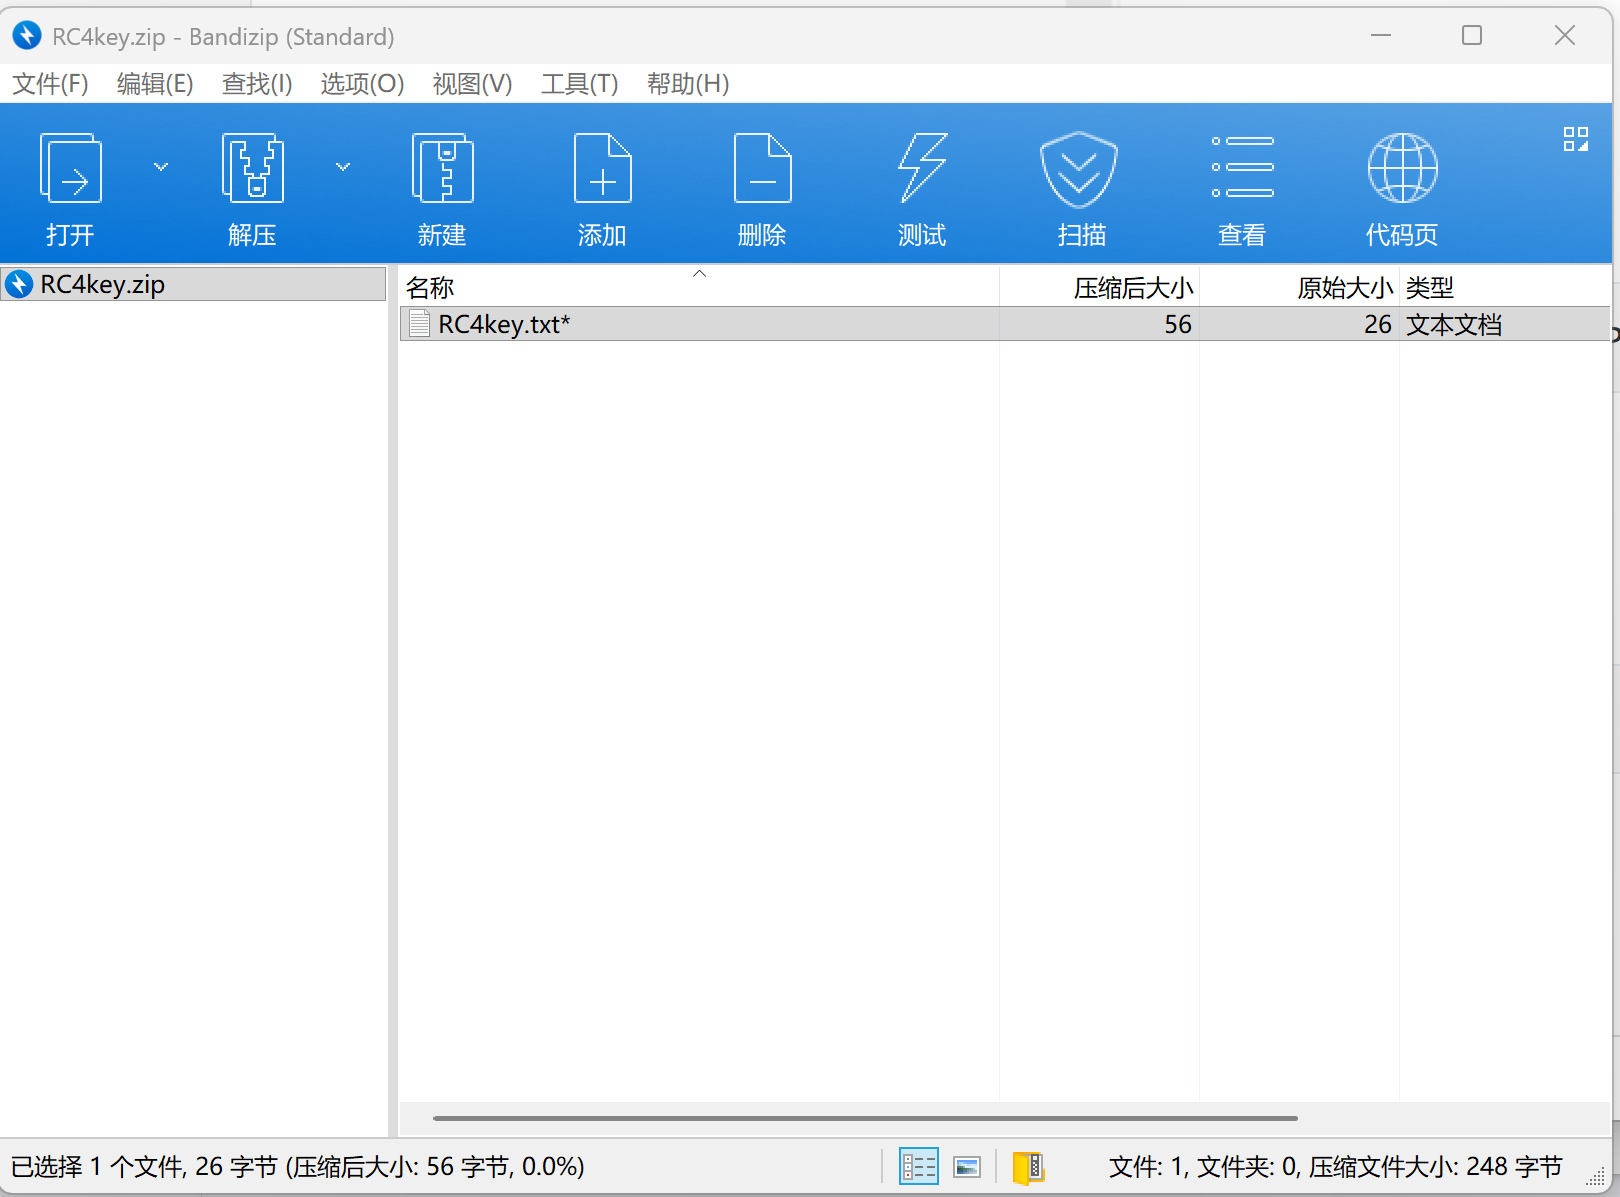 RC4key.zip - Bandizip (Standard)
文件(F) 编辑(E) 查找(I) 选项(O) 视图(V) 工具(T) 帮助(H)
打开 解压 新建 添加 删除 测试 扫描 查看 代码页
RC4key.zip
名称 压缩后大小 原始大小 类型
RC4key.txt* 56 26 文本文档
已选择 1 个文件, 26 字节 (压缩后大小: 56 字节, 0.0%)
文件: 1, 文件夹: 0, 压缩文件大小: 248 字节